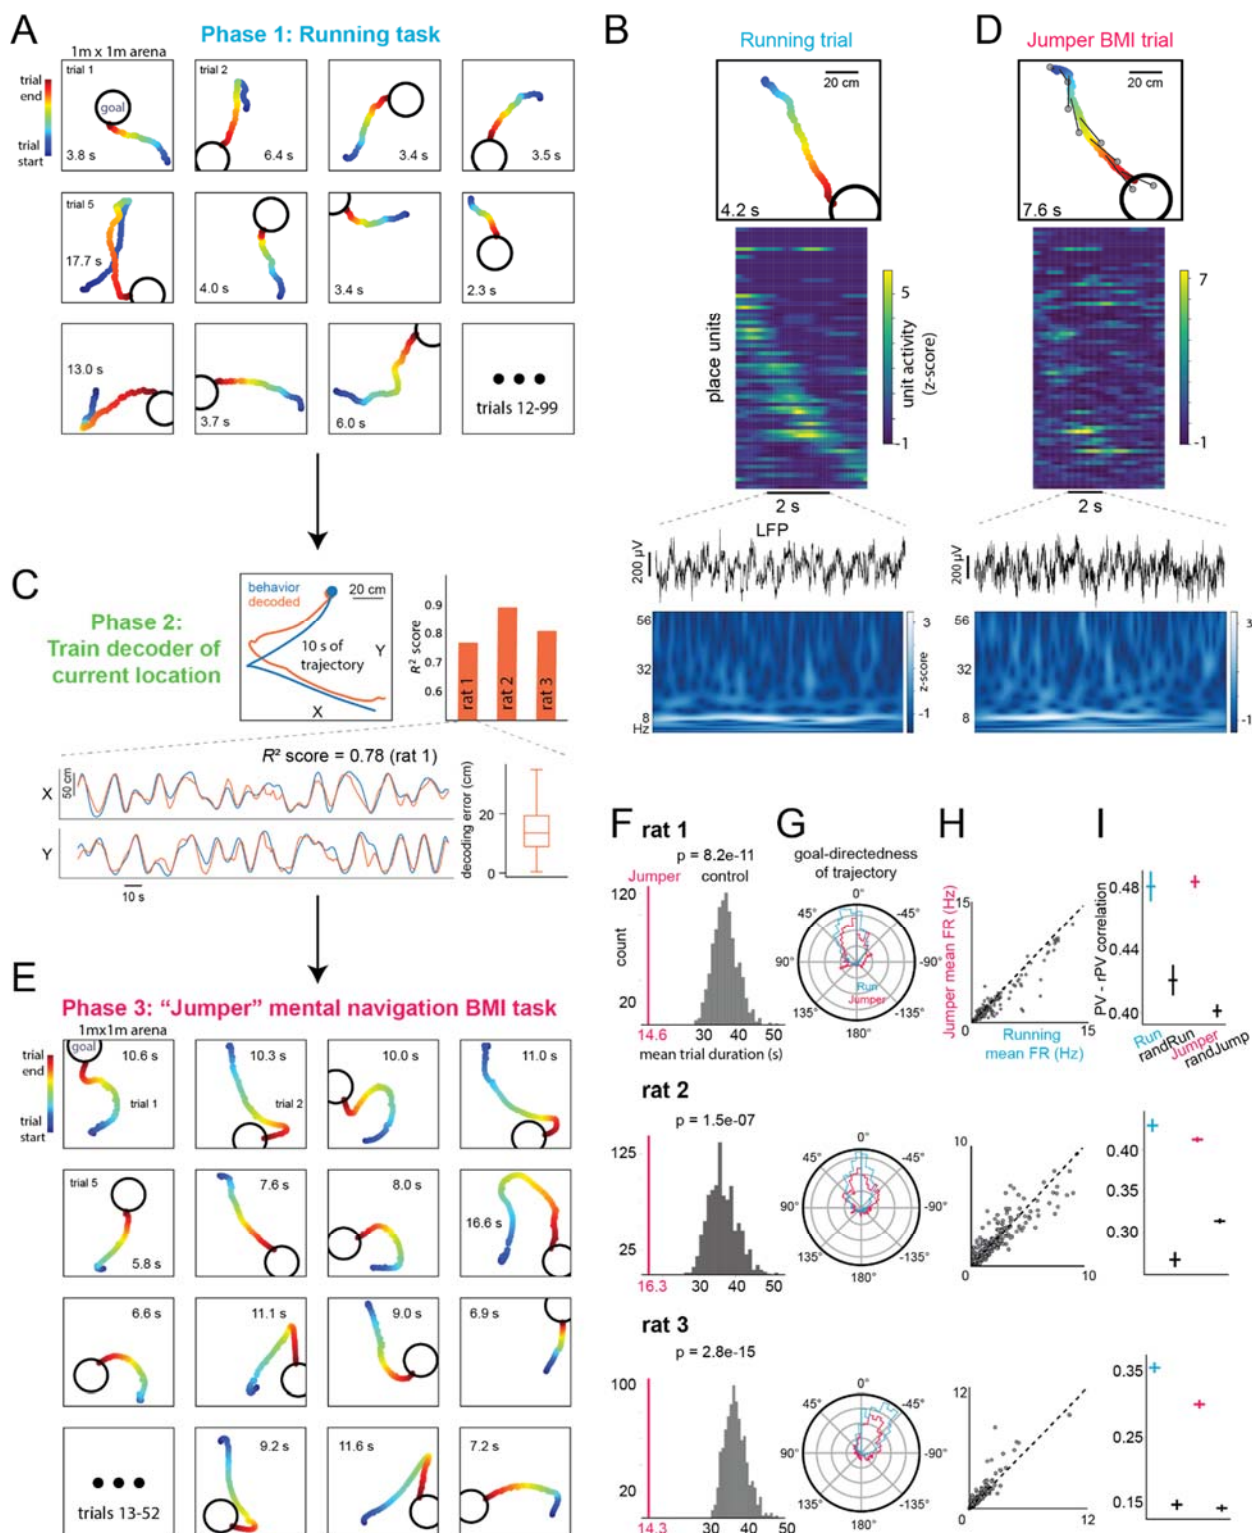 A
Phase 1: Running task
1m x 1m arena
trial end
trial start
trial 1
goal
3.8 s
trial 2
6.4 s
3.4 s
3.5 s
trial 5
17.7 s
4.0 s
3.4 s
2.3 s
13.0 s
3.7 s
6.0 s
trials 12-99
B
Running trial
20 cm
4.2 s
place units
5
-1
unit activity (z-score)
2 s
LFP
200 µV
56
32
8
Hz
3
-1
z-score
D
Jumper BMI trial
20 cm
7.6 s
7
-1
2 s
200 µV
3
-1
C
Phase 2:
Train decoder of
current location
behavior
decoded
20 cm
10 s of
trajectory
Y
X
R² score
0.9
0.8
0.7
0.6
rat 1
rat 2
rat 3
R² score = 0.78 (rat 1)
X
50 cm
Y
10 s
decoding error (cm)
20
0
E
Phase 3: “Jumper” mental navigation BMI task
1mx1m arena
trial end
trial start
goal
10.6 s
trial 1
10.3 s
trial 2
10.0 s
11.0 s
trial 5
5.8 s
7.6 s
8.0 s
16.6 s
6.6 s
11.1 s
9.0 s
6.9 s
trials 13-52
9.2 s
11.6 s
7.2 s
F
rat 1
p = 8.2e-11
Jumper
control
120
count
20
14.6
30
40
50
mean trial duration (s)
G
goal-directedness
of trajectory
0°
45°
-45°
90°
-90°
135°
-135°
180°
Run
Jumper
H
Jumper mean FR (Hz)
15
0
15
Running
mean FR (Hz)
I
PV - rPV correlation
0.48
0.44
0.40
Run
randRun
Jumper
randJump
rat 2
p = 1.5e-07
125
25
16.3
30
40
50
0°
45°
-45°
90°
-90°
135°
-135°
180°
10
0
10
0.40
0.35
0.30
rat 3
p = 2.8e-15
100
20
14.3
30
40
50
0°
45°
-45°
90°
-90°
135°
-135°
180°
12
0
12
0.35
0.25
0.15